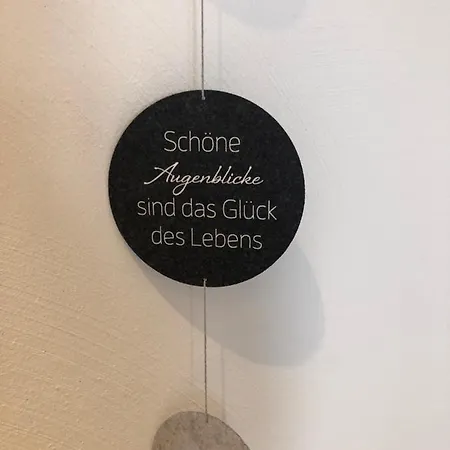 Schöne
Augenblicke
sind das Glück
des Lebens